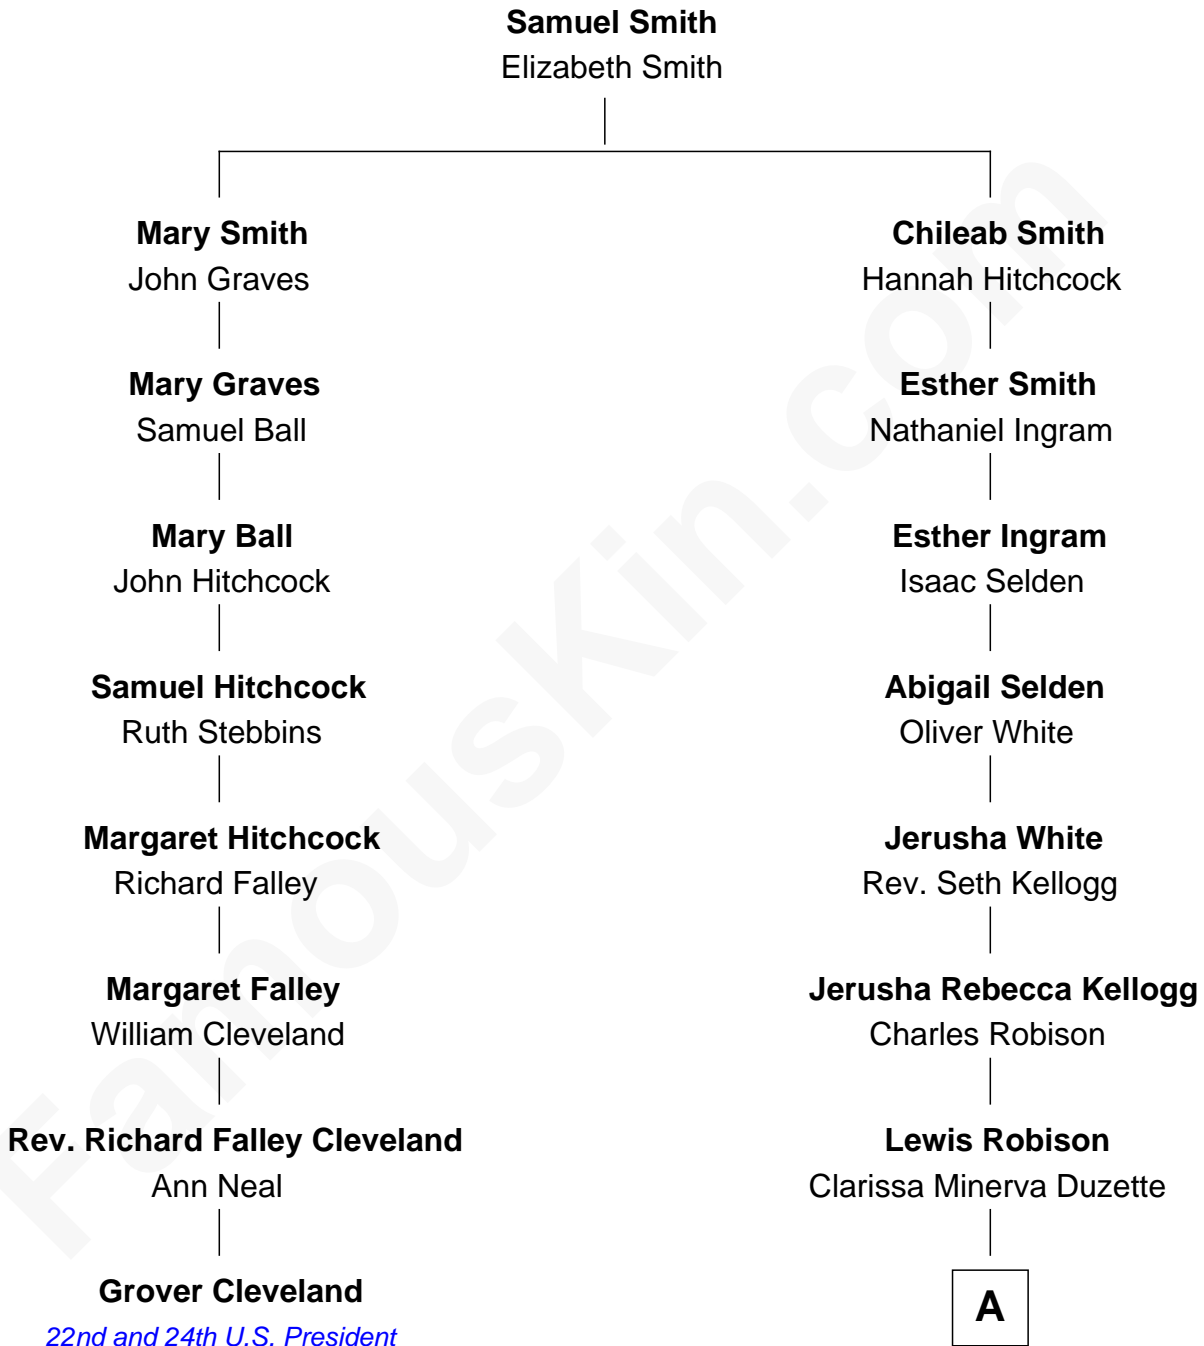 Samuel Smith
Elizabeth Smith
Mary Smith
John Graves
Mary Graves
Samuel Ball
Mary Ball
John Hitchcock
Samuel Hitchcock
Ruth Stebbins
Margaret Hitchcock
Richard Falley
Margaret Falley
William Cleveland
Rev. Richard Falley Cleveland
Ann Neal
Grover Cleveland
22nd and 24th U.S. President
Chileab Smith
Hannah Hitchcock
Esther Smith
Nathaniel Ingram
Esther Ingram
Isaac Selden
Abigail Selden
Oliver White
Jerusha White
Rev. Seth Kellogg
Jerusha Rebecca Kellogg
Charles Robison
Lewis Robison
Clarissa Minerva Duzette
A
FamousKin.com